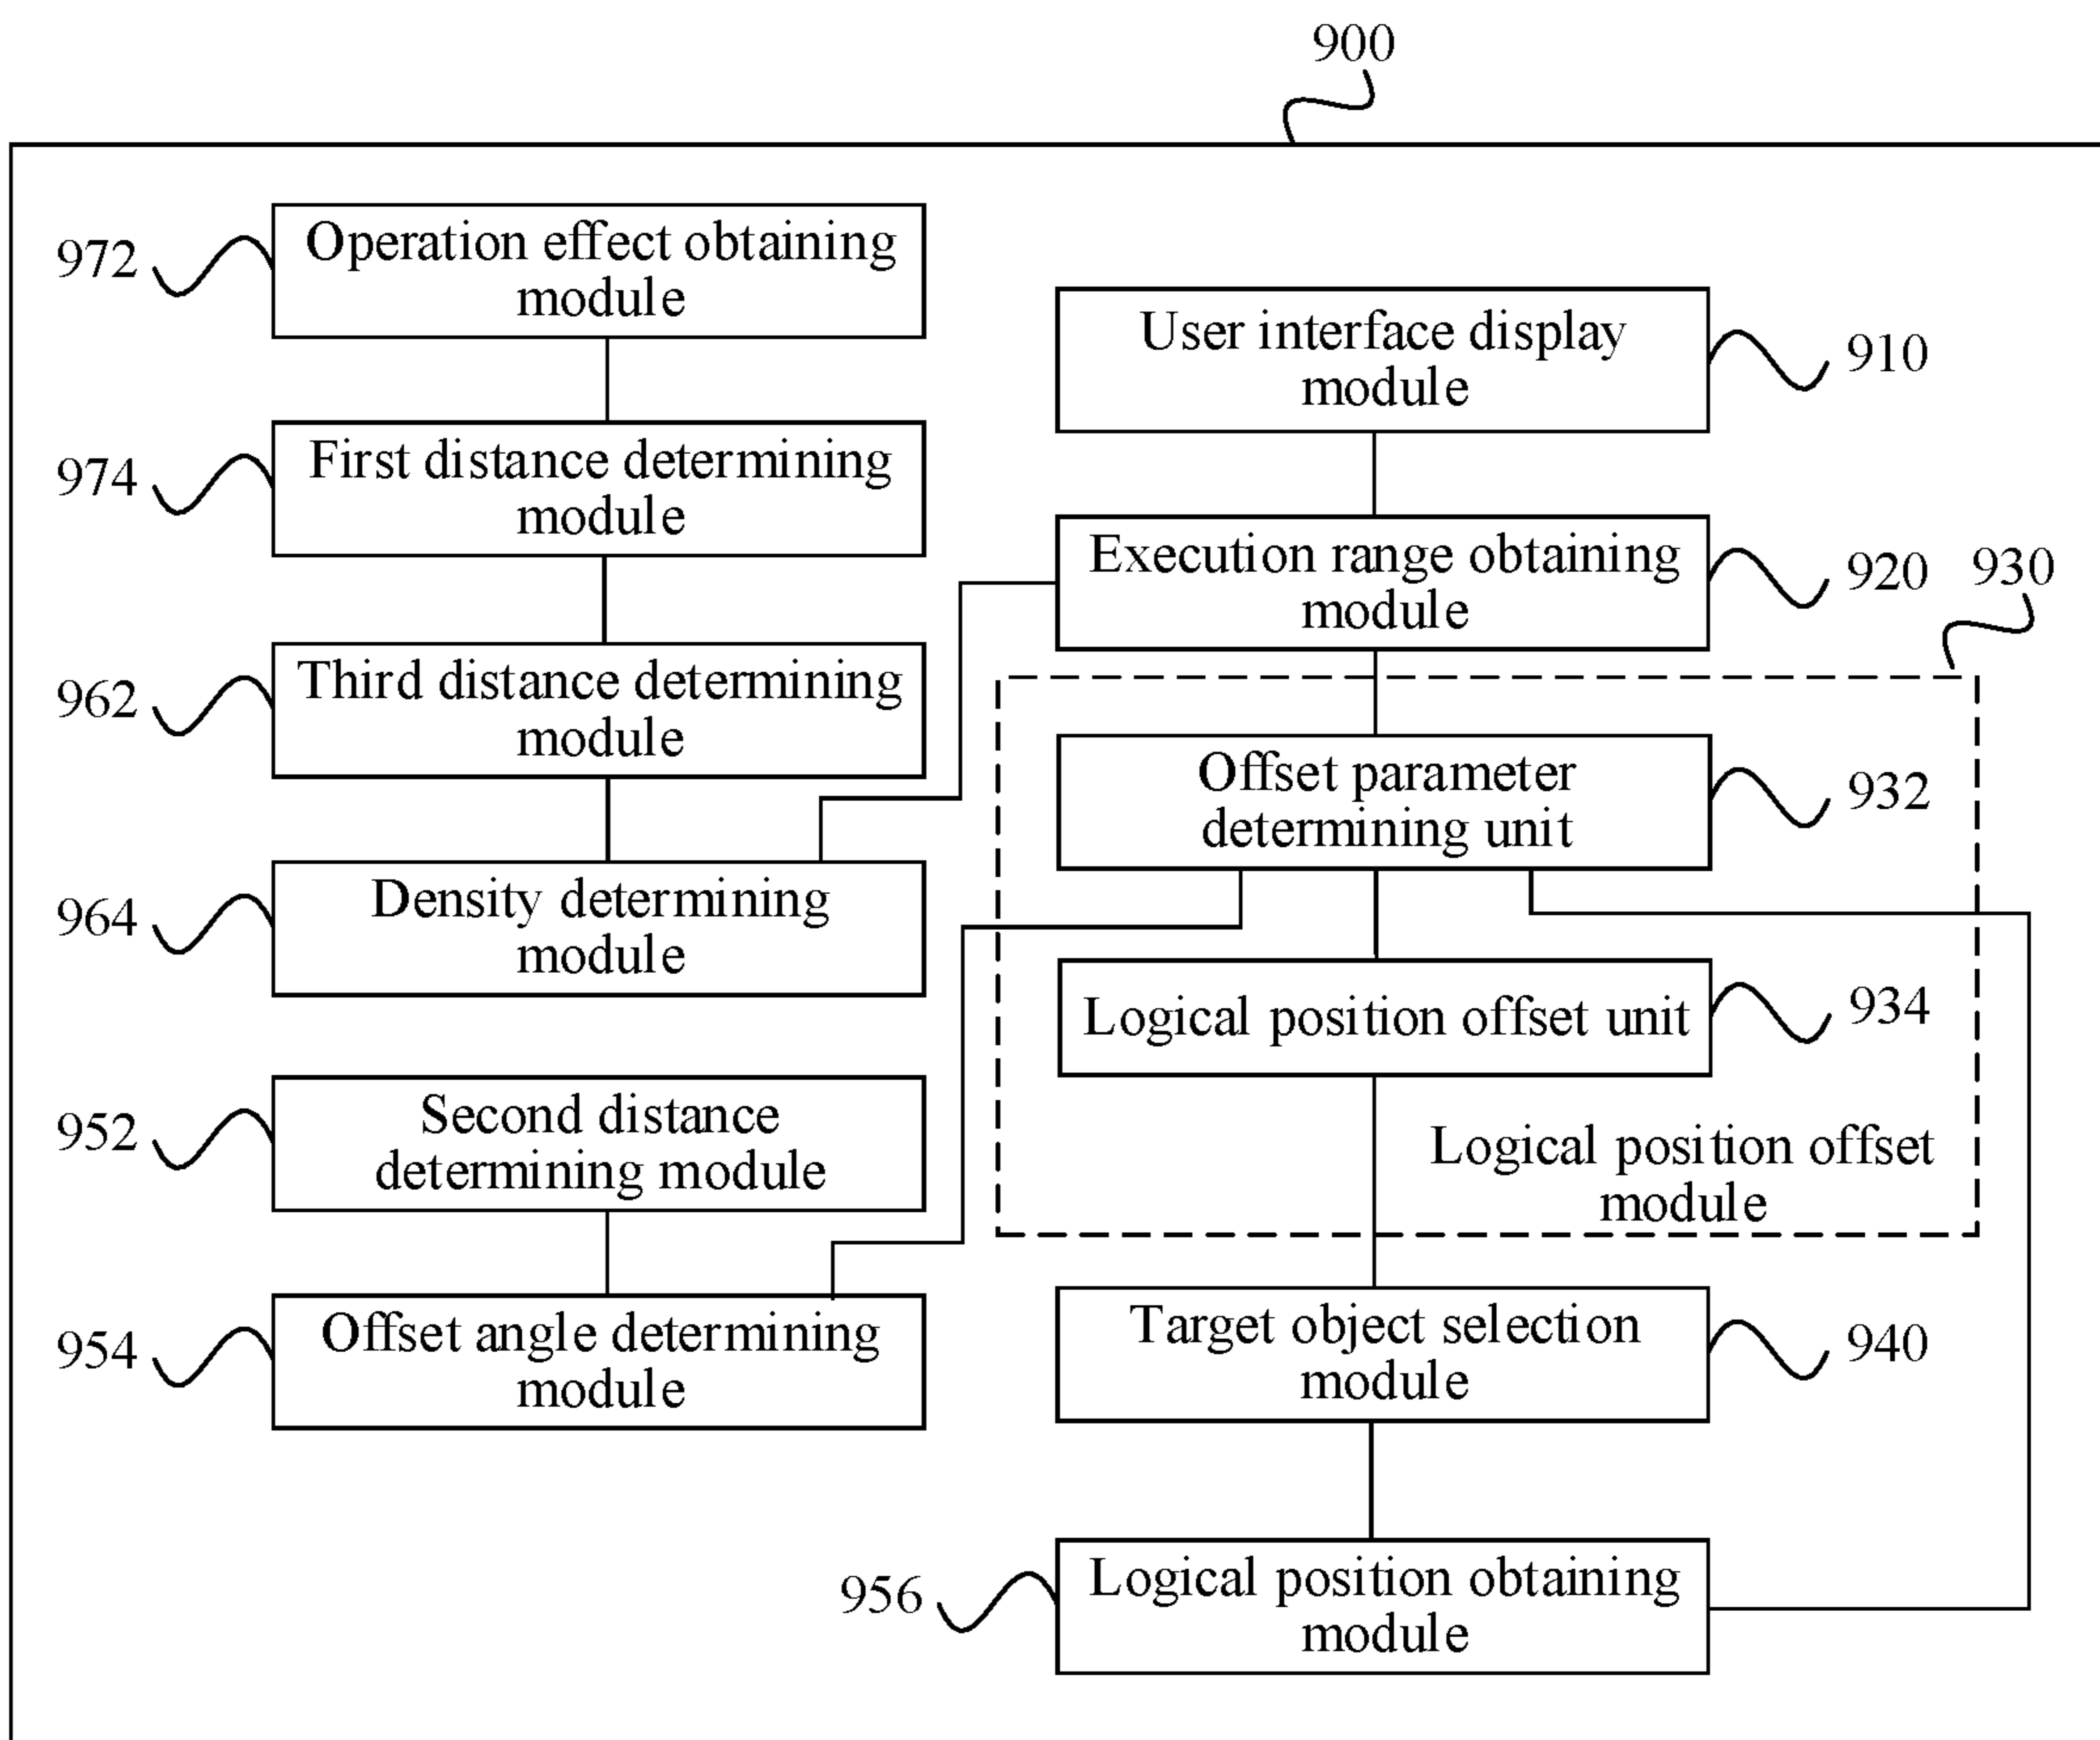 900
972
Operation effect obtaining
module
974
First distance determining
module
962
Third distance determining
module
964
Density determining
module
952
Second distance
determining module
954
Offset angle determining
module
User interface display
module
910
Execution range obtaining
module
920
930
Offset parameter
determining unit
932
Logical position offset unit
934
Logical position offset
module
Target object selection
module
940
956
Logical position obtaining
module